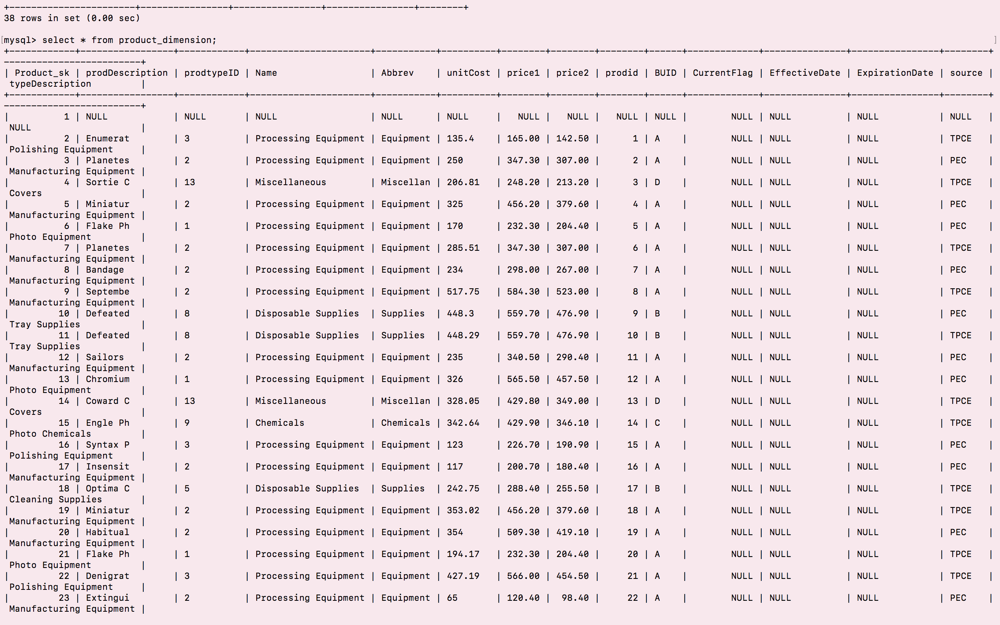 +-----------------------+---------------+---------------+---------------+-------+
38 rows in set (0.00 sec)
[mysql> select * from product_dimension; ]
+------------+-----------------+------------+----------------------+-----------+----------+--------+--------+--------+------+-------------+---------------+----------------+--------+
-------------------------+
| Product_sk | prodDescription | prodtypeID | Name                 | Abbrev    | unitCost | price1 | price2 | prodid | BUID | CurrentFlag | EffectiveDate | ExpirationDate | source |
 typeDescription         |
+------------+-----------------+------------+----------------------+-----------+----------+--------+--------+--------+------+-------------+---------------+----------------+--------+
-------------------------+
|          1 | NULL            | NULL       | NULL                 | NULL      | NULL     |   NULL |   NULL |   NULL | NULL |        NULL | NULL          | NULL           | NULL   |
 NULL                    |
|          2 | Enumerat        | 3          | Processing Equipment | Equipment | 135.4    | 165.00 | 142.50 |      1 | A    |        NULL | NULL          | NULL           | TPCE   |
 Polishing Equipment     |
|          3 | Planetes        | 2          | Processing Equipment | Equipment | 250      | 347.30 | 307.00 |      2 | A    |        NULL | NULL          | NULL           | PEC    |
 Manufacturing Equipment |
|          4 | Sortie C        | 13         | Miscellaneous        | Miscellan | 206.81   | 248.20 | 213.20 |      3 | D    |        NULL | NULL          | NULL           | TPCE   |
 Covers                  |
|          5 | Miniatur        | 2          | Processing Equipment | Equipment | 325      | 456.20 | 379.60 |      4 | A    |        NULL | NULL          | NULL           | PEC    |
 Manufacturing Equipment |
|          6 | Flake Ph        | 1          | Processing Equipment | Equipment | 170      | 232.30 | 204.40 |      5 | A    |        NULL | NULL          | NULL           | PEC    |
 Photo Equipment         |
|          7 | Planetes        | 2          | Processing Equipment | Equipment | 285.51   | 347.30 | 307.00 |      6 | A    |        NULL | NULL          | NULL           | TPCE   |
 Manufacturing Equipment |
|          8 | Bandage         | 2          | Processing Equipment | Equipment | 234      | 298.00 | 267.00 |      7 | A    |        NULL | NULL          | NULL           | PEC    |
 Manufacturing Equipment |
|          9 | Septembe        | 2          | Processing Equipment | Equipment | 517.75   | 584.30 | 523.00 |      8 | A    |        NULL | NULL          | NULL           | TPCE   |
 Manufacturing Equipment |
|         10 | Defeated        | 8          | Disposable Supplies  | Supplies  | 448.3    | 559.70 | 476.90 |      9 | B    |        NULL | NULL          | NULL           | PEC    |
 Tray Supplies           |
|         11 | Defeated        | 8          | Disposable Supplies  | Supplies  | 448.29   | 559.70 | 476.90 |     10 | B    |        NULL | NULL          | NULL           | TPCE   |
 Tray Supplies           |
|         12 | Sailors         | 2          | Processing Equipment | Equipment | 235      | 340.50 | 290.40 |     11 | A    |        NULL | NULL          | NULL           | PEC    |
 Manufacturing Equipment |
|         13 | Chromium        | 1          | Processing Equipment | Equipment | 326      | 565.50 | 457.50 |     12 | A    |        NULL | NULL          | NULL           | PEC    |
 Photo Equipment         |
|         14 | Coward C        | 13         | Miscellaneous        | Miscellan | 328.05   | 429.80 | 349.00 |     13 | D    |        NULL | NULL          | NULL           | TPCE   |
 Covers                  |
|         15 | Engle Ph        | 9          | Chemicals            | Chemicals | 342.64   | 429.90 | 346.10 |     14 | C    |        NULL | NULL          | NULL           | TPCE   |
 Photo Chemicals         |
|         16 | Syntax P        | 3          | Processing Equipment | Equipment | 123      | 226.70 | 190.90 |     15 | A    |        NULL | NULL          | NULL           | PEC    |
 Polishing Equipment     |
|         17 | Insensit        | 2          | Processing Equipment | Equipment | 117      | 200.70 | 180.40 |     16 | A    |        NULL | NULL          | NULL           | PEC    |
 Manufacturing Equipment |
|         18 | Optima C        | 5          | Disposable Supplies  | Supplies  | 242.75   | 288.40 | 255.50 |     17 | B    |        NULL | NULL          | NULL           | TPCE   |
 Cleaning Supplies       |
|         19 | Miniatur        | 2          | Processing Equipment | Equipment | 353.02   | 456.20 | 379.60 |     18 | A    |        NULL | NULL          | NULL           | TPCE   |
 Manufacturing Equipment |
|         20 | Habitual        | 2          | Processing Equipment | Equipment | 354      | 509.30 | 419.10 |     19 | A    |        NULL | NULL          | NULL           | PEC    |
 Manufacturing Equipment |
|         21 | Flake Ph        | 1          | Processing Equipment | Equipment | 194.17   | 232.30 | 204.40 |     20 | A    |        NULL | NULL          | NULL           | TPCE   |
 Photo Equipment         |
|         22 | Denigrat        | 3          | Processing Equipment | Equipment | 427.19   | 566.00 | 454.50 |     21 | A    |        NULL | NULL          | NULL           | TPCE   |
 Polishing Equipment     |
|         23 | Extingui        | 2          | Processing Equipment | Equipment | 65       | 120.40 |  98.40 |     22 | A    |        NULL | NULL          | NULL           | PEC    |
 Manufacturing Equipment |